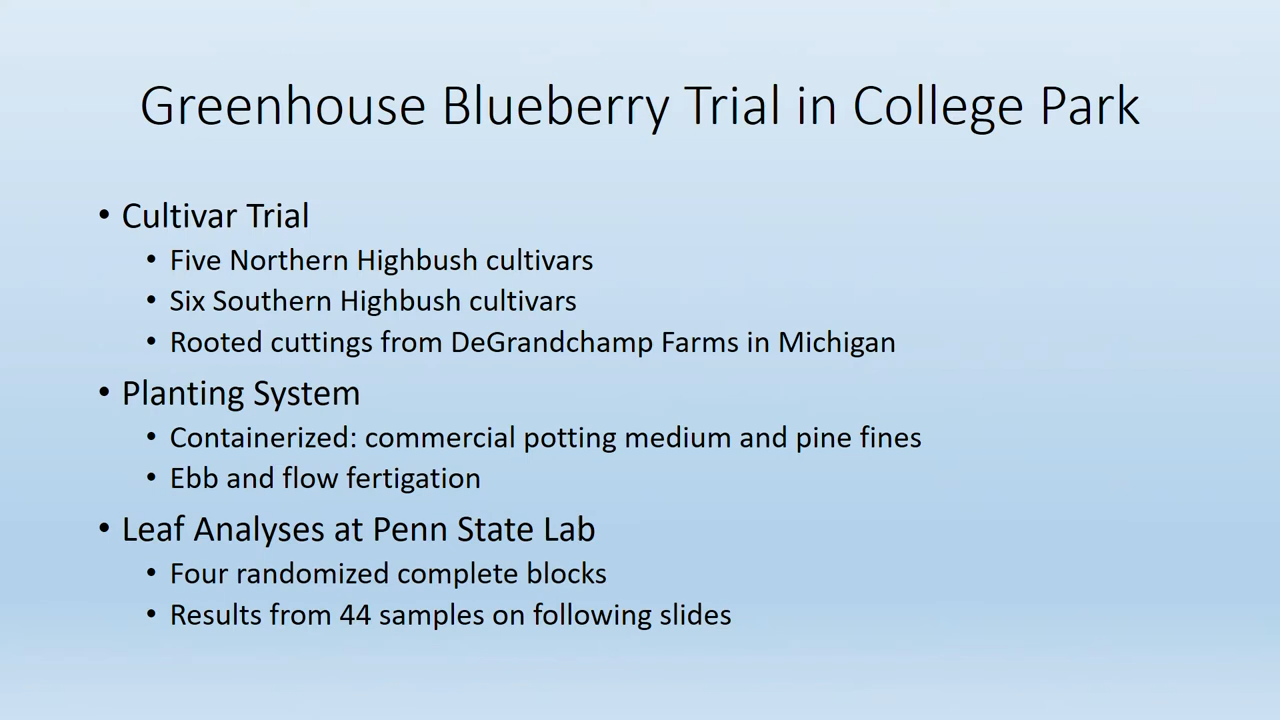 Greenhouse Blueberry Trial in College Park
• Cultivar Trial
• Five Northern Highbush cultivars
• Six Southern Highbush cultivars
• Rooted cuttings from DeGrandchamp Farms in Michigan
• Planting System
• Containerized: commercial potting medium and pine fines
• Ebb and flow fertigation
• Leaf Analyses at Penn State Lab
• Four randomized complete blocks
• Results from 44 samples on following slides